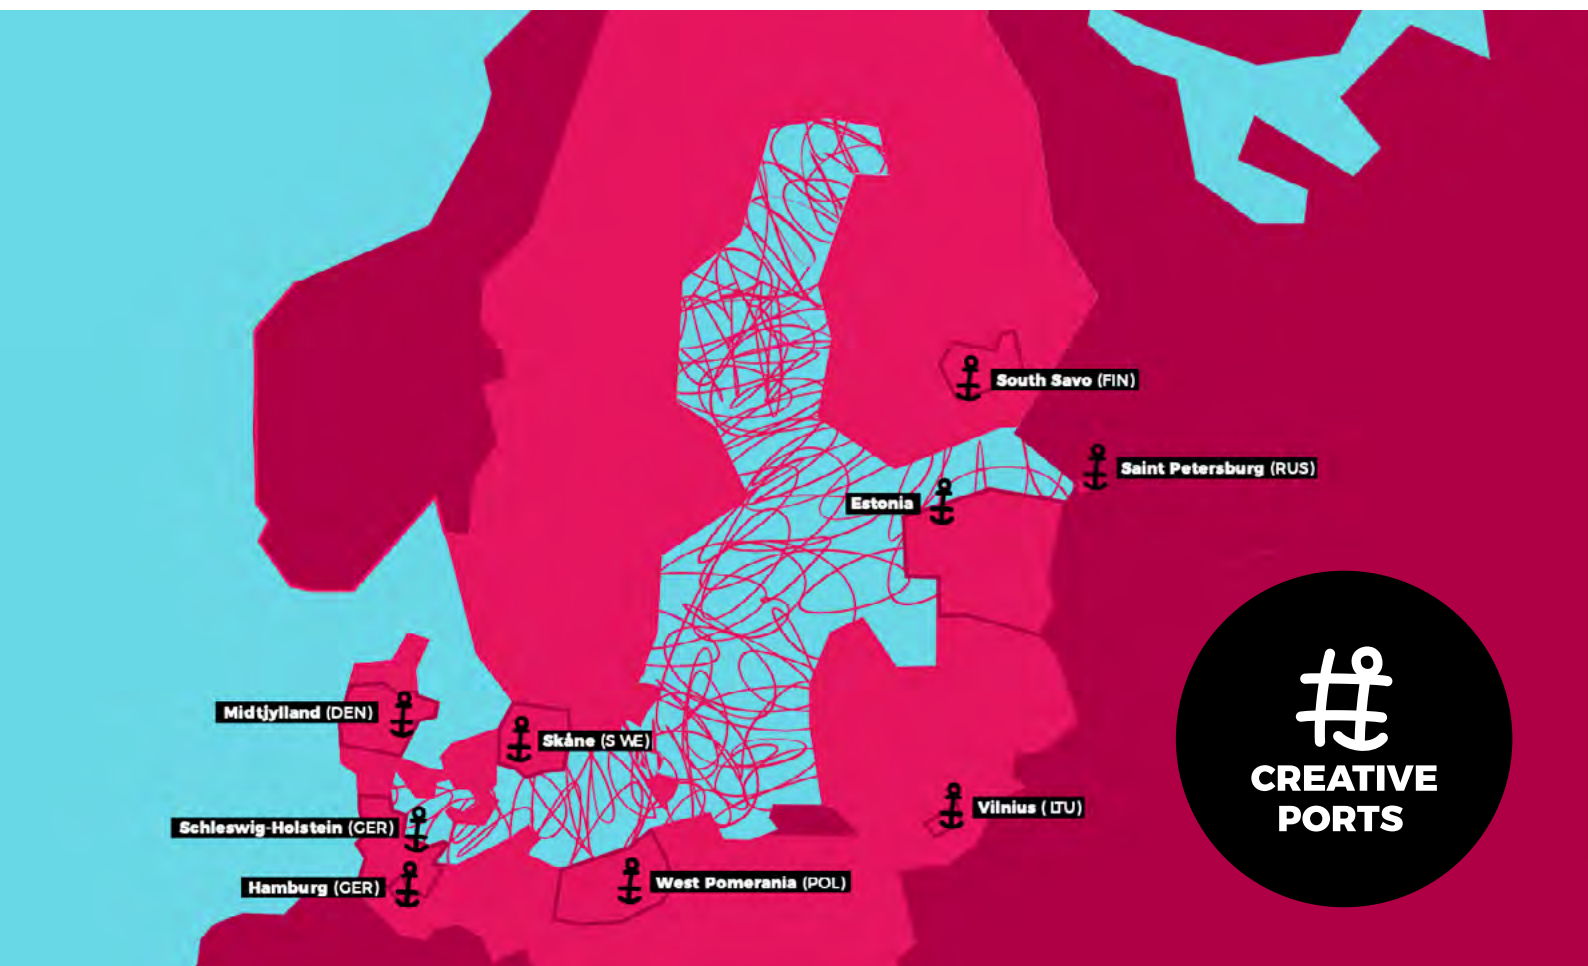 South Savo (FIN)
Saint Petersburg (RUS)
Estonia
Midtjylland (DEN)
Skåne (SWE)
Vilnius (LTU)
Schleswig-Holstein (GER)
Hamburg (GER)
West Pomerania (POL)
CREATIVE
PORTS